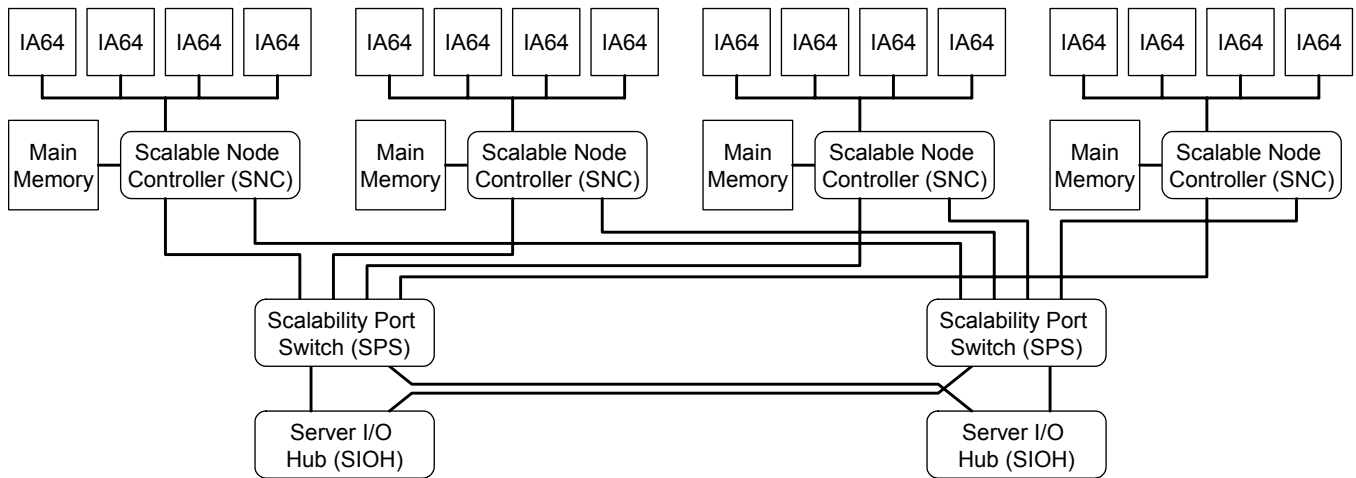 IA64 IA64 IA64 IA64 IA64 IA64 IA64 IA64 IA64 IA64 IA64 IA64 IA64 IA64 IA64 IA64
Main
Memory
Scalable Node
Controller (SNC)
Main
Memory
Scalable Node
Controller (SNC)
Main
Memory
Scalable Node
Controller (SNC)
Main
Memory
Scalable Node
Controller (SNC)
Scalability Port
Switch (SPS)
Scalability Port
Switch (SPS)
Server I/O
Hub (SIOH)
Server I/O
Hub (SIOH)